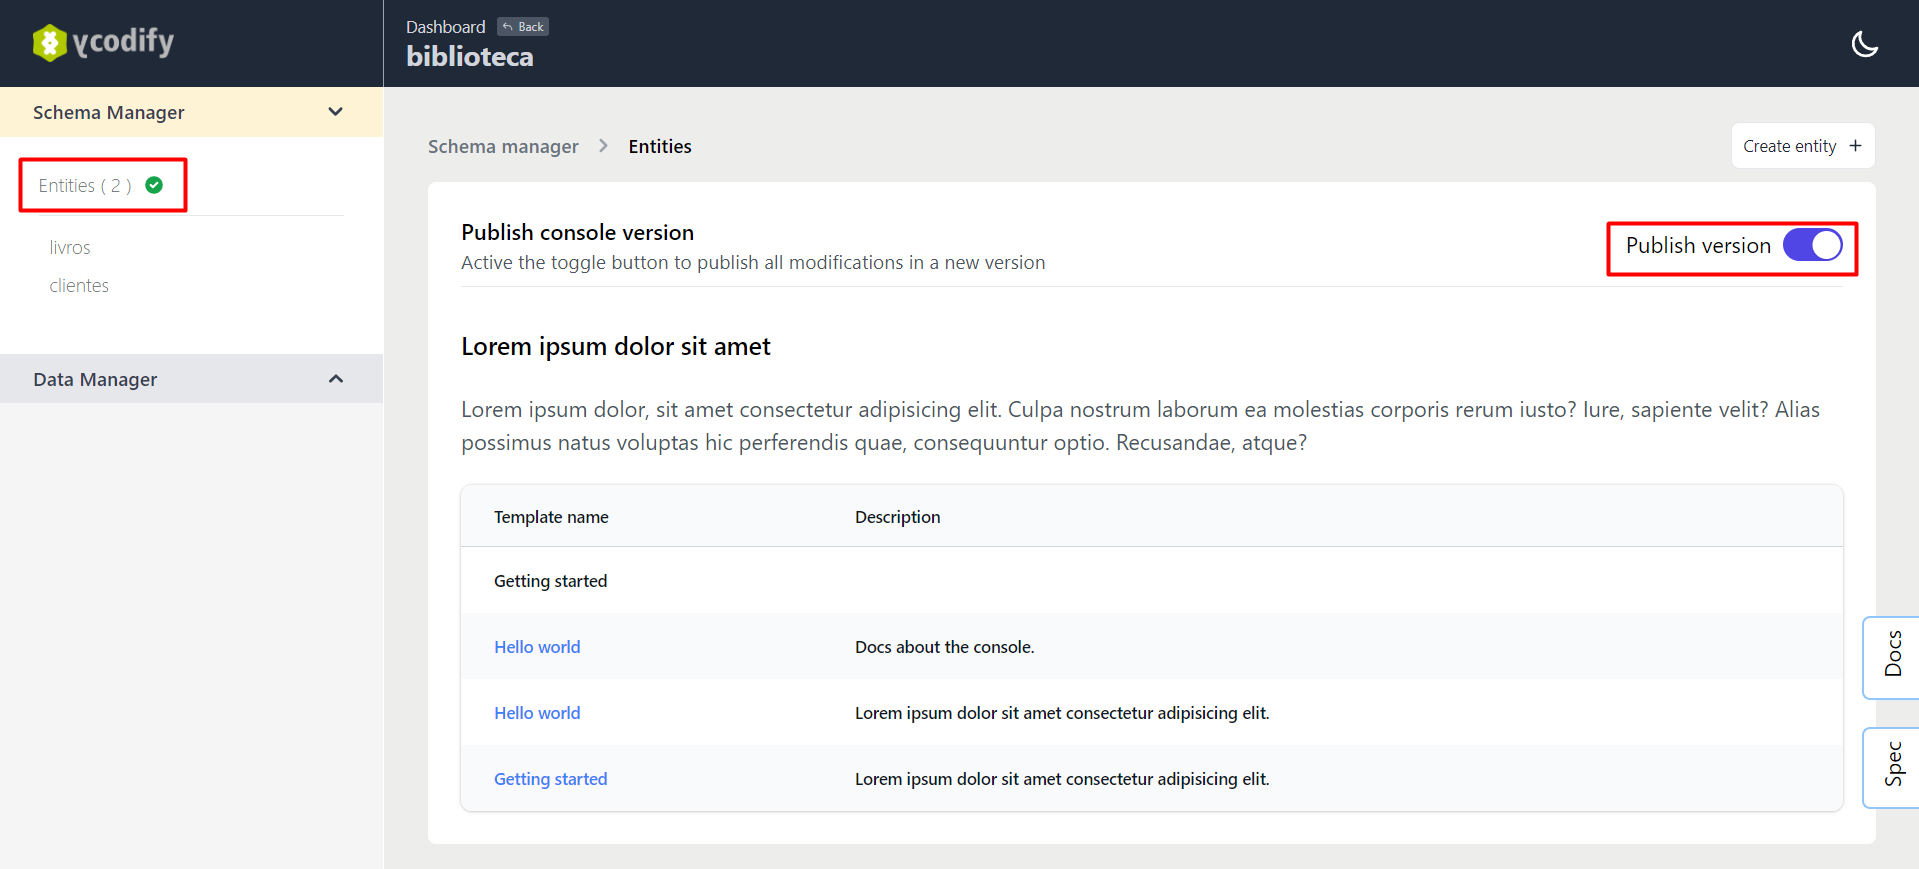 ycodify
Dashboard
Back
biblioteca
Schema Manager
Entities ( 2 )
livros
clientes
Data Manager
Schema manager
Entities
Create entity +
Publish console version
Active the toggle button to publish all modifications in a new version
Publish version
Lorem ipsum dolor sit amet
Lorem ipsum dolor, sit amet consectetur adipisicing elit. Culpa nostrum laborum ea molestias corporis rerum iusto? Iure, sapiente velit? Alias
possimus natus voluptas hic perferendis quae, consequuntur optio. Recusandae, atque?
Template name Description
Getting started
Hello world Docs about the console.
Hello world Lorem ipsum dolor sit amet consectetur adipisicing elit.
Getting started Lorem ipsum dolor sit amet consectetur adipisicing elit.
Docs
Spec